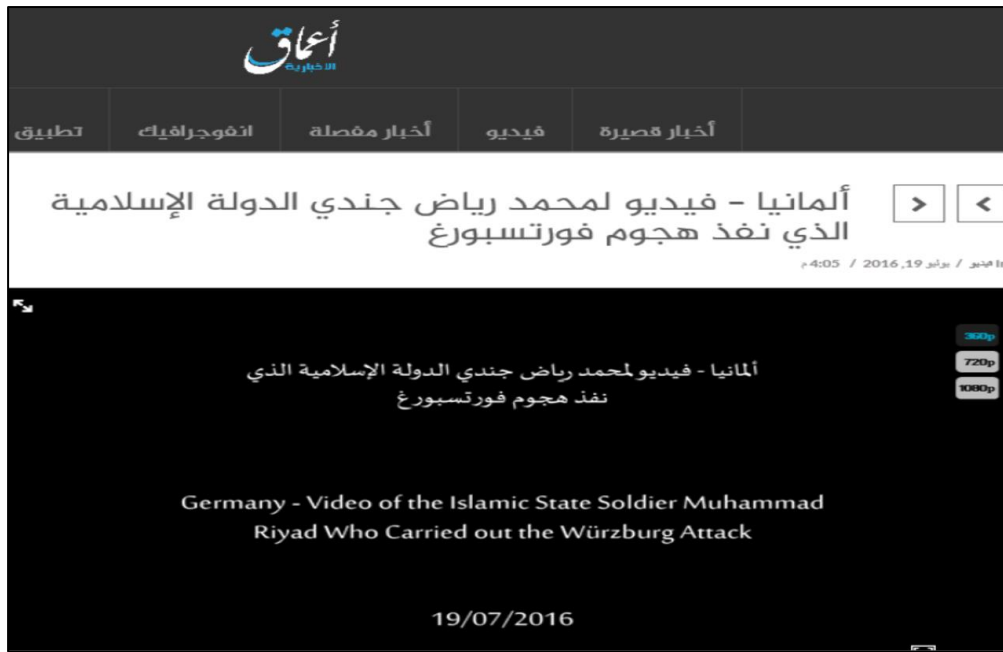 أعماق
الاخبارية
أخبار قصيرة
فيديو
أخبار مفصلة
انفوجرافيك
تطبيق
ألمانيا - فيديو لمحمد رياض جندي الدولة الإسلامية
الذي نفذ هجوم فورتسبورغ
In فيديو / يوليو 19, 2016 / 4:05 م
360p
720p
1080p
ألمانيا - فيديو لمحمد رياض جندي الدولة الإسلامية الذي
نفذ هجوم فورتسبورغ
Germany - Video of the Islamic State Soldier Muhammad
Riyad Who Carried out the Würzburg Attack
19/07/2016